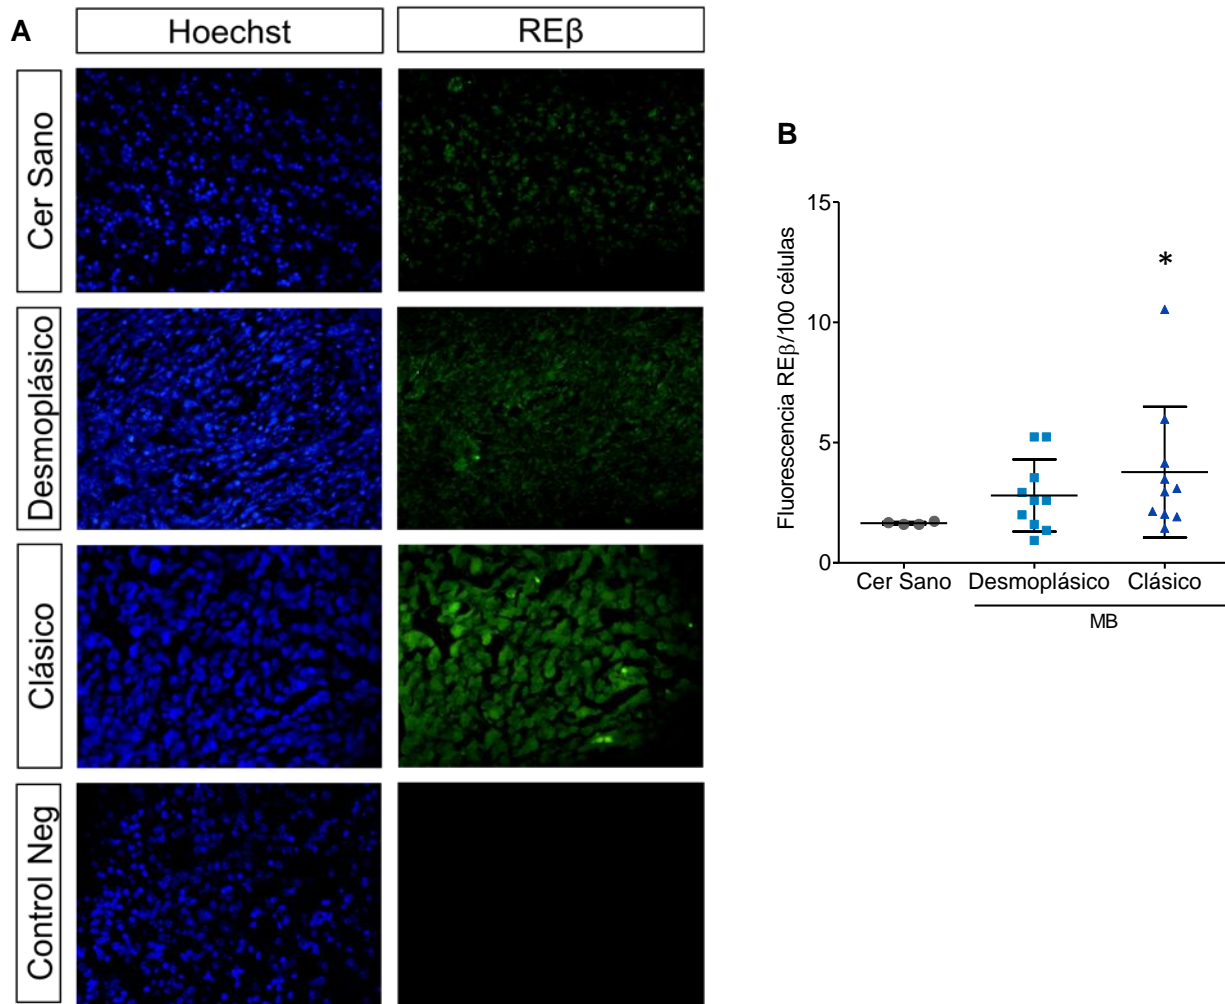 A
Hoechst
REβ
Cer Sano
Desmoplásico
Clásico
Control Neg
B
Fluorescencia REβ/100 células
15
10
5
0
*
Cer Sano
Desmoplásico
Clásico
MB